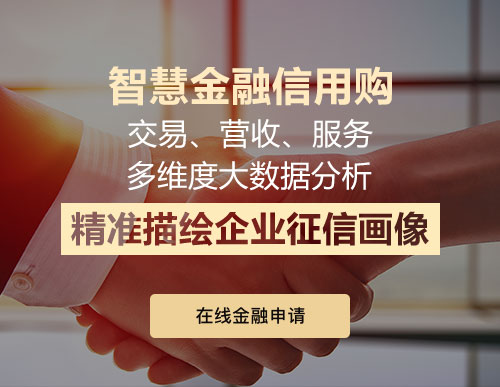 智慧金融信用购
交易、营收、服务
多维度大数据分析
精准描绘企业征信画像
在线金融申请